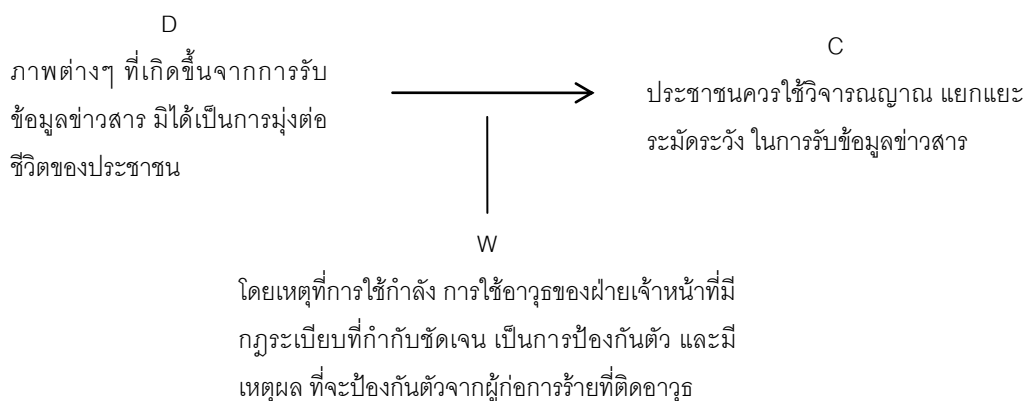 D
ภาพต่างๆ ที่เกิดขึ้นจากการรับ
ข้อมูลข่าวสาร มิได้เป็นการมุ่งต่อ
ชีวิตของประชาชน
C
ประชาชนควรใช้วิจารณญาณ แยกแยะ
ระมัดระวัง ในการรับข้อมูลข่าวสาร
W
โดยเหตุที่การใช้กำลัง การใช้อาวุธของฝ่ายเจ้าหน้าที่มี
กฎระเบียบที่กำกับชัดเจน เป็นการป้องกันตัว และมี
เหตุผล ที่จะป้องกันตัวจากผู้ก่อการร้ายที่ติดอาวุธ